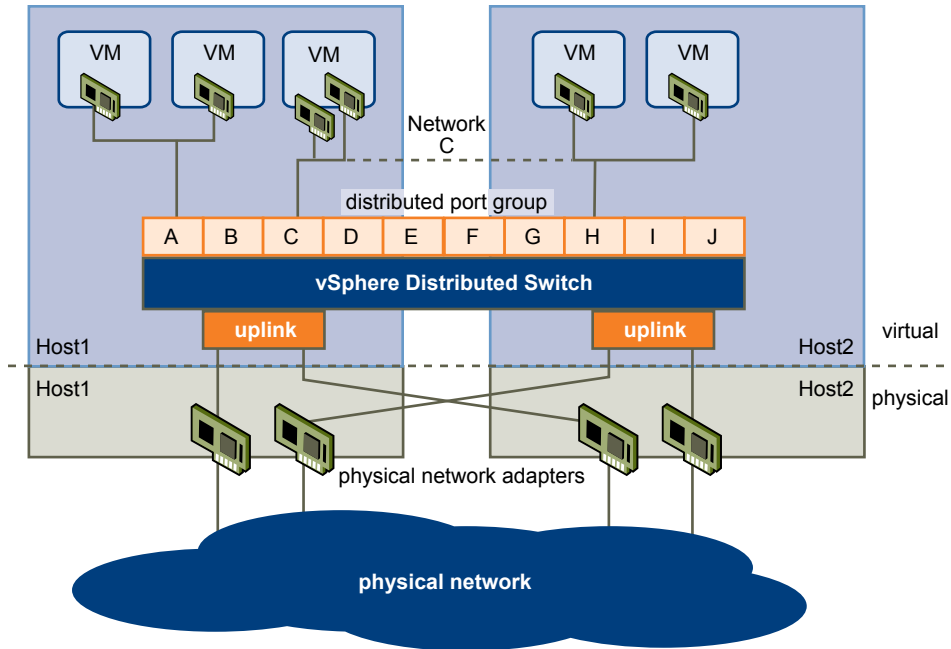 VM
VM
VM
VM
VM
Network
C
distributed port group
A B C D E F G H I J
vSphere Distributed Switch
uplink
uplink
Host1
Host2
virtual
Host1
Host2
physical
physical network adapters
physical network